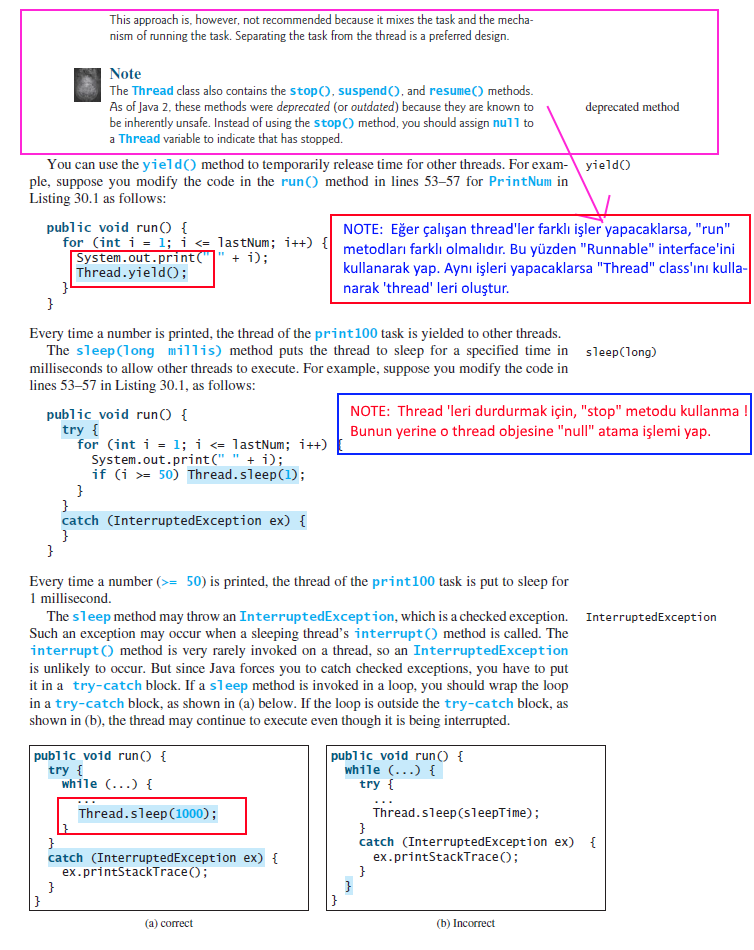 This approach is, however, not recommended because it mixes the task and the mecha-
nism of running the task. Separating the task from the thread is a preferred design.
Note
The Thread class also contains the stop(), suspend(), and resume() methods.
As of Java 2, these methods were deprecated (or outdated) because they are known to
be inherently unsafe. Instead of using the stop() method, you should assign null to
a Thread variable to indicate that has stopped.
deprecated method
You can use the yield() method to temporarily release time for other threads. For exam-
ple, suppose you modify the code in the run() method in lines 53–57 for PrintNum in
Listing 30.1 as follows:
yield()
public void run() {
for (int i = 1; i <= lastNum; i++) {
System.out.print(" " + i);
Thread.yield();
}
}
NOTE: Eğer çalışan thread'ler farklı işler yapacaklarsa, "run"
metodları farklı olmalıdır. Bu yüzden "Runnable" interface'ini
kullanarak yap. Aynı işleri yapacaklarsa "Thread" class'ını kulla-
narak 'thread' leri oluştur.
Every time a number is printed, the thread of the print100 task is yielded to other threads.
The sleep(long millis) method puts the thread to sleep for a specified time in
milliseconds to allow other threads to execute. For example, suppose you modify the code in
lines 53–57 in Listing 30.1, as follows:
sleep(long)
public void run() {
try {
for (int i = 1; i <= lastNum; i++) {
System.out.print(" " + i);
if (i >= 50) Thread.sleep(1);
}
}
catch (InterruptedException ex) {
}
}
NOTE: Thread 'leri durdurmak için, "stop" metodu kullanma !
Bunun yerine o thread objesine "null" atama işlemi yap.
Every time a number (>= 50) is printed, the thread of the print100 task is put to sleep for
1 millisecond.
The sleep method may throw an InterruptedException, which is a checked exception.
Such an exception may occur when a sleeping thread's interrupt() method is called. The
interrupt() method is very rarely invoked on a thread, so an InterruptedException
is unlikely to occur. But since Java forces you to catch checked exceptions, you have to put
it in a try-catch block. If a sleep method is invoked in a loop, you should wrap the loop
in a try-catch block, as shown in (a) below. If the loop is outside the try-catch block, as
shown in (b), the thread may continue to execute even though it is being interrupted.
InterruptedException
public void run() {
try {
while (...) {
...
Thread.sleep(1000);
}
}
catch (InterruptedException ex) {
ex.printStackTrace();
}
}
(a) correct
public void run() {
while (...) {
try {
...
Thread.sleep(sleepTime);
}
catch (InterruptedException ex) {
ex.printStackTrace();
}
}
}
(b) Incorrect